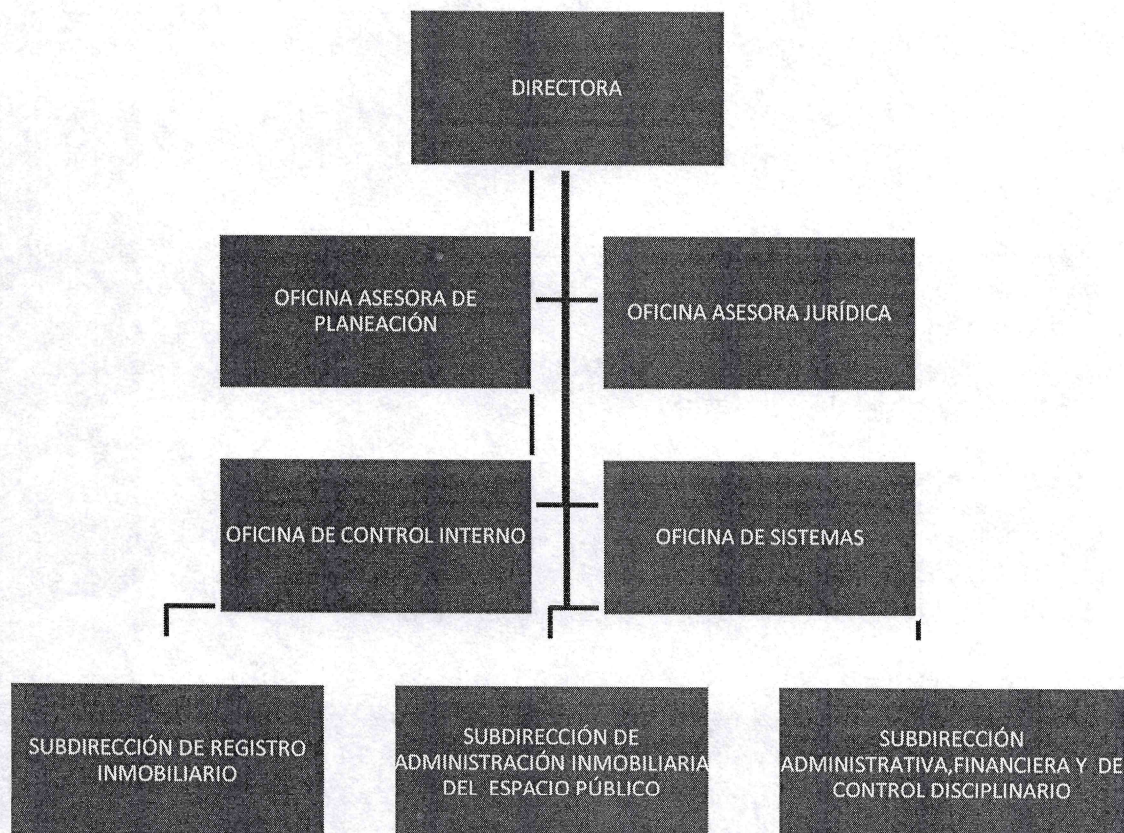 DIRECTORA
OFICINA ASESORA DE
PLANEACIÓN
OFICINA ASESORA JURÍDICA
OFICINA DE CONTROL INTERNO
OFICINA DE SISTEMAS
SUBDIRECCIÓN DE REGISTRO
INMOBILIARIO
SUBDIRECCIÓN DE
ADMINISTRACIÓN INMOBILIARIA
DEL ESPACIO PÚBLICO
SUBDIRECCIÓN
ADMINISTRATIVA,FINANCIERA Y DE
CONTROL DISCIPLINARIO